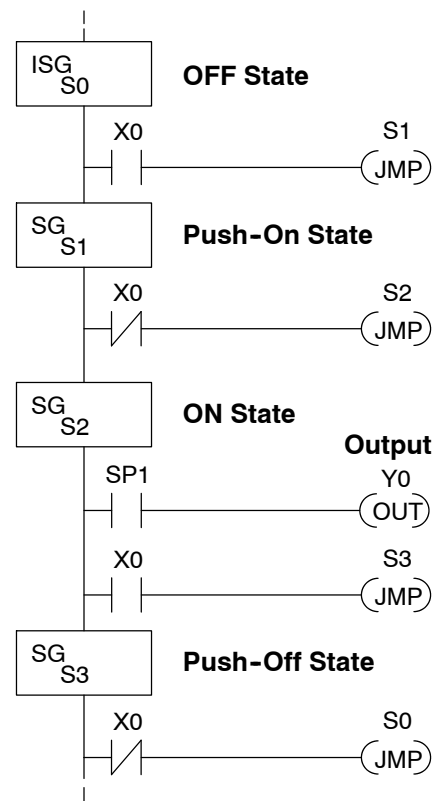 ISG
S0
OFF State
X0
S1
JMP
SG
S1
Push-On State
X0
S2
JMP
SG
S2
ON State
Output
SP1
Y0
OUT
X0
S3
JMP
SG
S3
Push-Off State
X0
S0
JMP